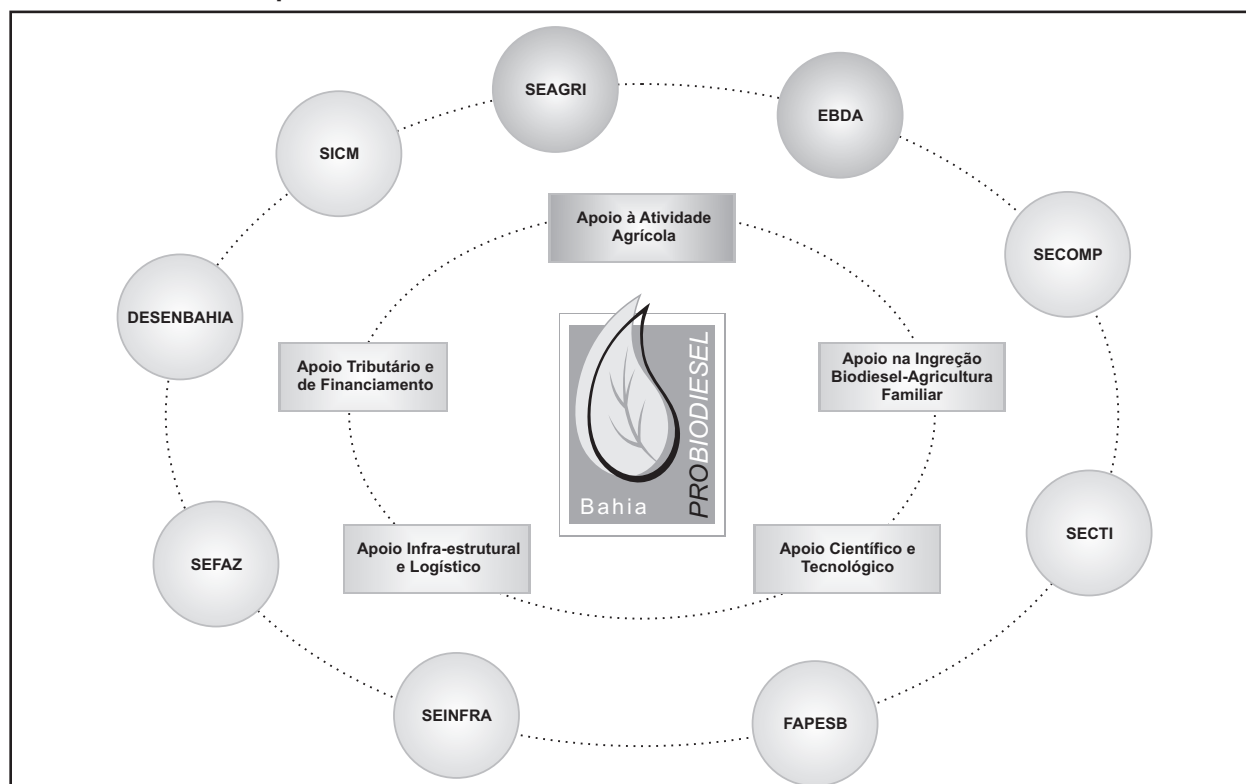 SEAGRI
EBDA
SICM
SECOMP
DESENBAHIA
SECTI
SEFAZ
SEINFRA
FAPESB
Apoio à Atividade
Agrícola
Apoio Tributário e
de Financiamento
Apoio na Ingreção
Biodiesel-Agricultura
Familiar
Apoio Infra-estrutural
e Logístico
Apoio Científico e
Tecnológico
Bahia
PROBIODIESEL